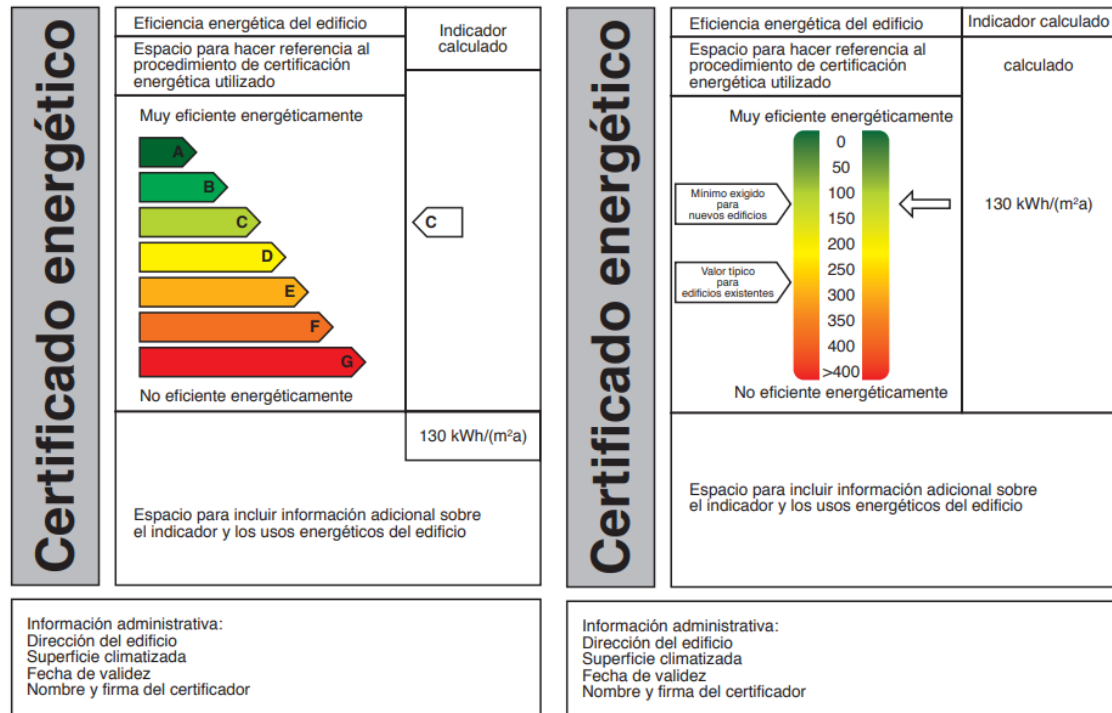 Certificado energético
Eficiencia energética del edificio
Indicador
calculado
Espacio para hacer referencia al
procedimiento de certificación
energética utilizado
Muy eficiente energéticamente
A
B
C
D
E
F
G
C
No eficiente energéticamente
130 kWh/(m²a)
Espacio para incluir información adicional sobre
el indicador y los usos energéticos del edificio
Información administrativa:
Dirección del edificio
Superficie climatizada
Fecha de validez
Nombre y firma del certificador
Certificado energético
Eficiencia energética del edificio
Indicador calculado
Espacio para hacer referencia al
procedimiento de certificación
energética utilizado
calculado
Muy eficiente energéticamente
0
50
100
150
200
250
300
350
400
>400
Mínimo exigido
para
nuevos edificios
Valor típico
para
edificios existentes
130 kWh/(m²a)
No eficiente energéticamente
Espacio para incluir información adicional sobre
el indicador y los usos energéticos del edificio
Información administrativa:
Dirección del edificio
Superficie climatizada
Fecha de validez
Nombre y firma del certificador